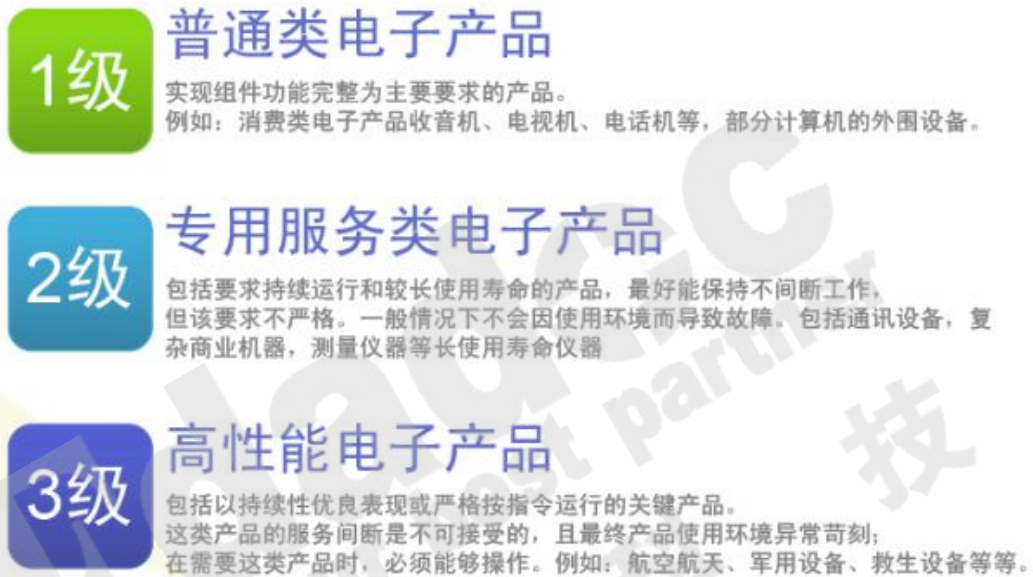 1级
普通类电子产品
实现组件功能完整为主要要求的产品。
例如：消费类电子产品收音机、电视机、电话机等，部分计算机的外围设备。
2级
专用服务类电子产品
包括要求持续运行和较长使用寿命的产品，最好能保持不间断工作，
但该要求不严格。一般情况下不会因使用环境而导致故障。包括通讯设备，复
杂商业机器，测量仪器等长使用寿命仪器
3级
高性能电子产品
包括以持续性优良表现或严格按指令运行的关键产品。
这类产品的服务间断是不可接受的，且最终产品使用环境异常苛刻；
在需要这类产品时，必须能够操作。例如：航空航天、军用设备、救生设备等等。
partner
技